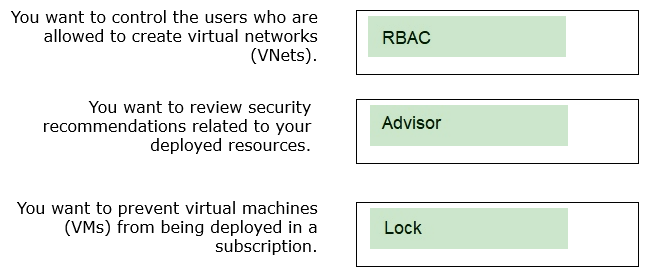 You want to control the users who are
allowed to create virtual networks
(VNets).
RBAC
You want to review security
recommendations related to your
deployed resources.
Advisor
You want to prevent virtual machines
(VMs) from being deployed in a
subscription.
Lock